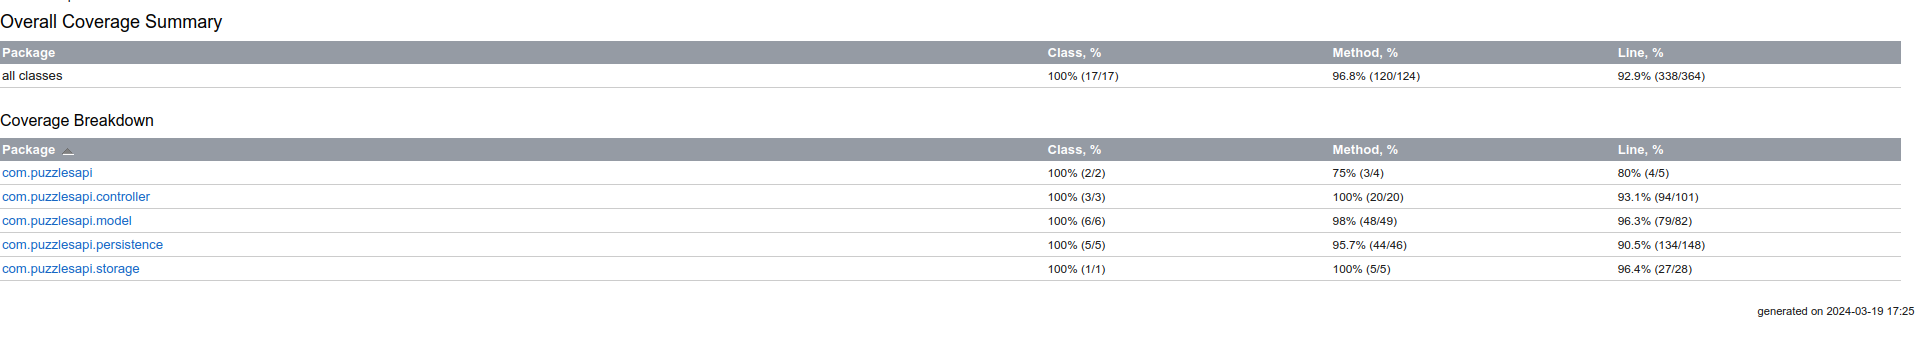 Overall Coverage Summary
Package Class, % Method, % Line, %
all classes 100% (17/17) 96.8% (120/124) 92.9% (338/364)
Coverage Breakdown
Package Class, % Method, % Line, %
com.puzzlesapi 100% (2/2) 75% (3/4) 80% (4/5)
com.puzzlesapi.controller 100% (3/3) 100% (20/20) 93.1% (94/101)
com.puzzlesapi.model 100% (6/6) 98% (48/49) 96.3% (79/82)
com.puzzlesapi.persistence 100% (5/5) 95.7% (44/46) 90.5% (134/148)
com.puzzlesapi.storage 100% (1/1) 100% (5/5) 96.4% (27/28)
generated on 2024-03-19 17:25